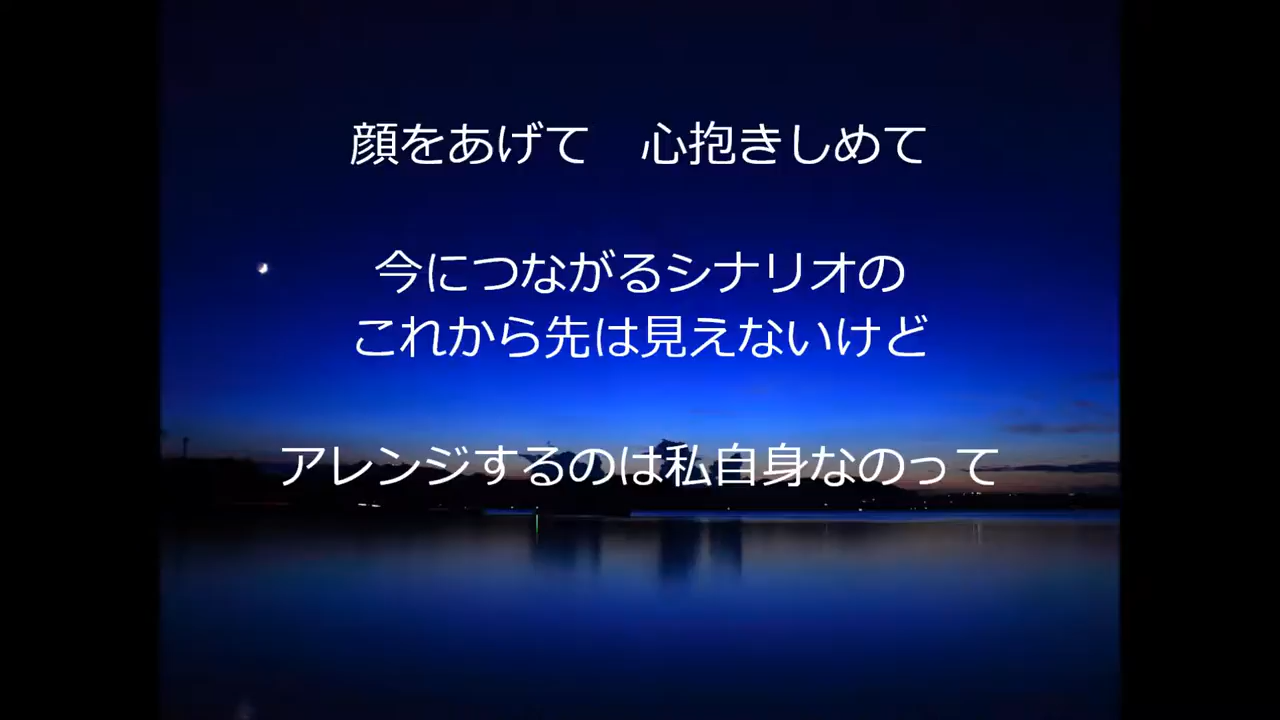 顔をあげて　心抱きしめて
今につながるシナリオの
これから先は見えないけど
アレンジするのは私自身なのって